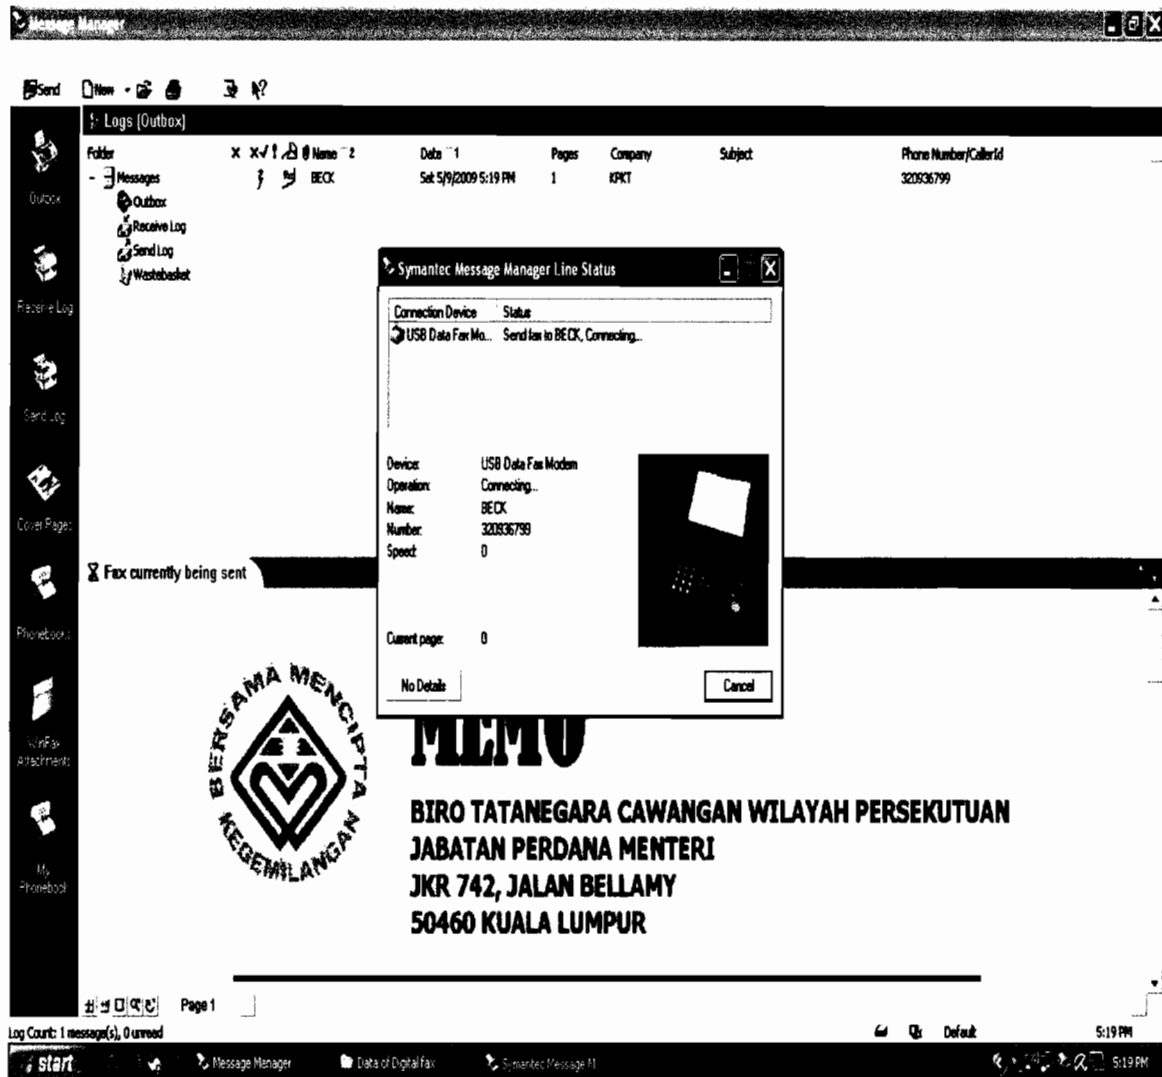 Message Manager
Send New
Logs (Outbox)
Folder Name 2 Date 1 Pages Company Subject Phone Number/Caller Id
Messages BECK Sat 5/9/2009 5:19 PM 1 KPKT 320936799
Outbox
Receive Log
Send Log
Wastebasket
Outbox
Receive Log
Send Log
Cover Pages
Phonebooks
WinFax
Attachments
My
Phonebook
Symantec Message Manager Line Status
Connection Device Status
USB Data Fax Mo... Send fax to BECK, Connecting...
Device: USB Data Fax Modem
Operation: Connecting...
Name: BECK
Number: 320936799
Speed: 0
Current page: 0
No Details Cancel
Fax currently being sent
BERSAMA MENCIPTA
KEGEMILANGAN
MEMO
BIRO TATANEGARA CAWANGAN WILAYAH PERSEKUTUAN
JABATAN PERDANA MENTERI
JKR 742, JALAN BELLAMY
50460 KUALA LUMPUR
Page 1
Log Count: 1 message(s), 0 unread Default 5:19 PM
start Message Manager Data of Digital fax Symantec Message M 5:19 PM